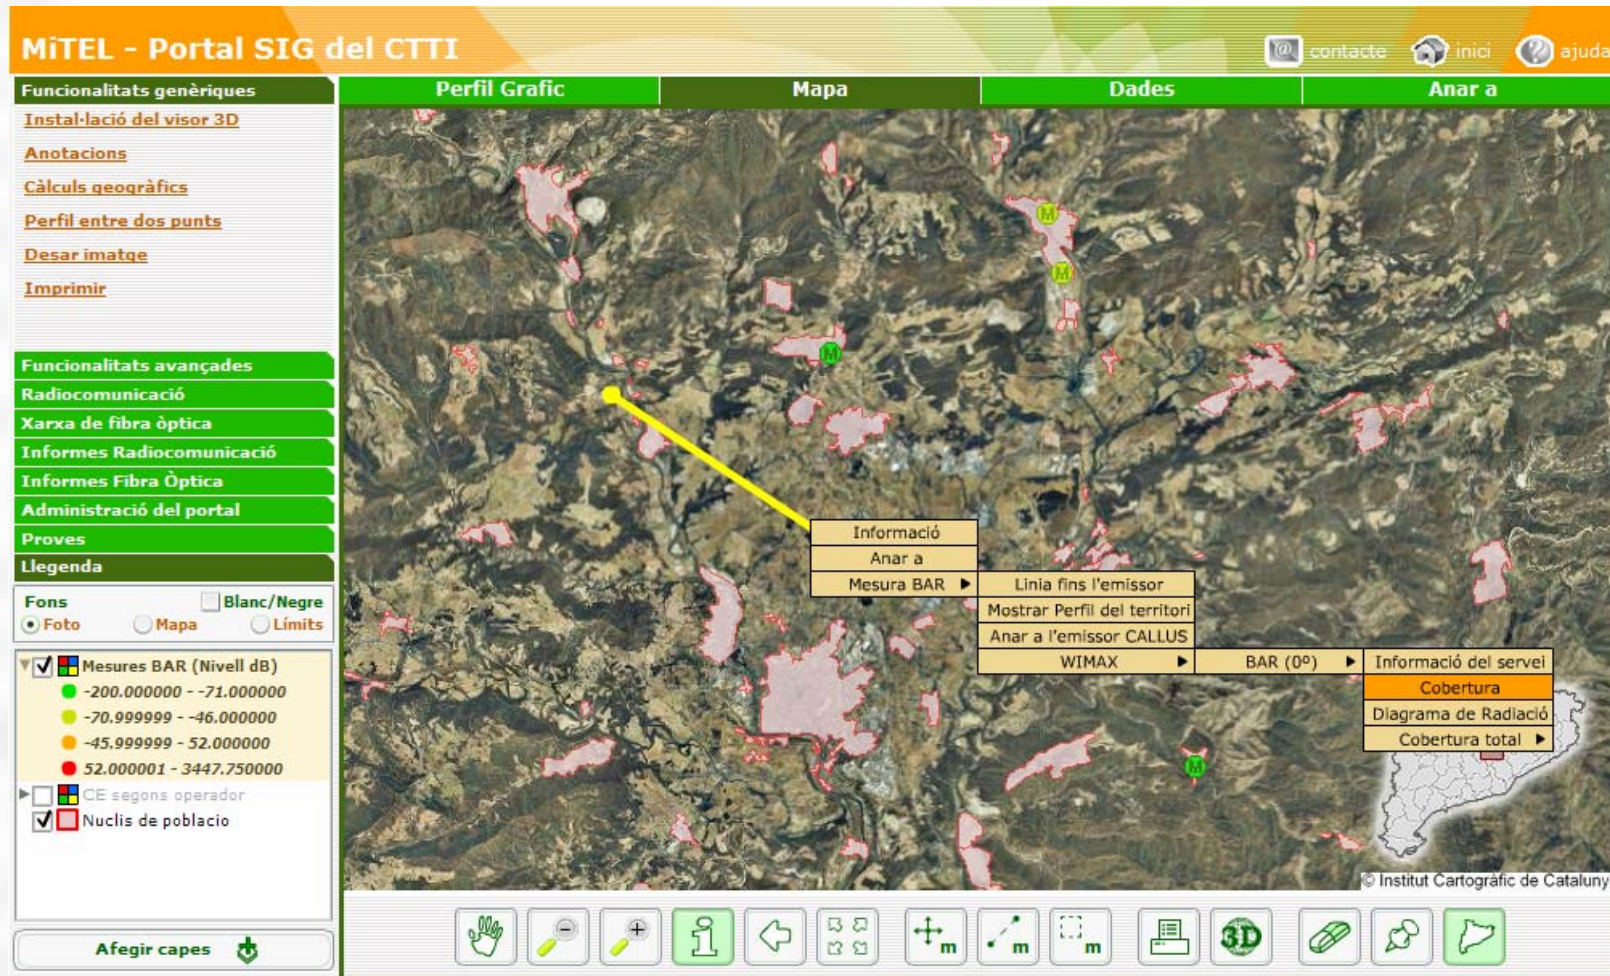 MiTEL - Portal SIG del CTTI
contacte
inici
ajuda
Funcionalitats genèriques
Instal·lació del visor 3D
Anotacions
Càlculs geogràfics
Perfil entre dos punts
Desar imatge
Imprimir
Funcionalitats avançades
Radiocomunicació
Xarxa de fibra òptica
Informes Radiocomunicació
Informes Fibra Òptica
Administració del portal
Proves
Llegenda
Fons
Blanc/Negre
Foto
Mapa
Límits
Mesures BAR (Nivell dB)
-200.000000 - -71.000000
-70.999999 - -46.000000
-45.999999 - 52.000000
52.000001 - 3447.750000
CE segons operador
Nuclis de poblacio
Afegir capes
Perfil Grafic
Mapa
Dades
Anar a
M
M
M
M
Informació
Anar a
Mesura BAR
Linia fins l'emissor
Mostrar Perfil del territori
Anar a l'emissor CALLUS
WIMAX
BAR (0º)
Informació del servei
Cobertura
Diagrama de Radiació
Cobertura total
© Institut Cartogràfic de Cataluny
i
m
m
m
3D